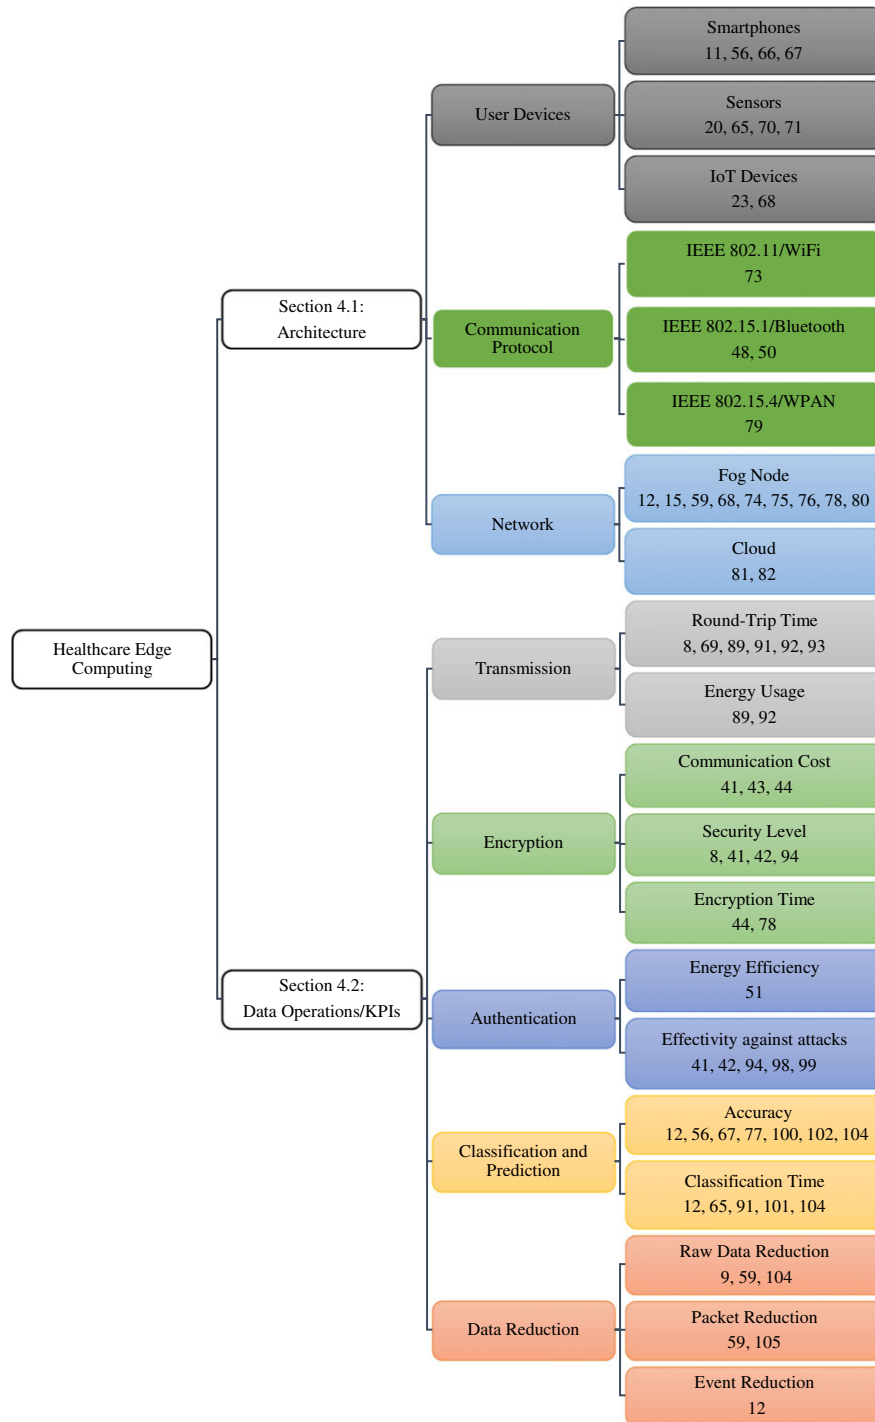 Healthcare Edge
Computing
Section 4.1:
Architecture
User Devices
Smartphones
11, 56, 66, 67
Sensors
20, 65, 70, 71
IoT Devices
23, 68
Communication
Protocol
IEEE 802.11/WiFi
73
IEEE 802.15.1/Bluetooth
48, 50
IEEE 802.15.4/WPAN
79
Network
Fog Node
12, 15, 59, 68, 74, 75, 76, 78, 80
Cloud
81, 82
Section 4.2:
Data Operations/KPIs
Transmission
Round-Trip Time
8, 69, 89, 91, 92, 93
Energy Usage
89, 92
Encryption
Communication Cost
41, 43, 44
Security Level
8, 41, 42, 94
Encryption Time
44, 78
Authentication
Energy Efficiency
51
Effectivity against attacks
41, 42, 94, 98, 99
Classification and
Prediction
Accuracy
12, 56, 67, 77, 100, 102, 104
Classification Time
12, 65, 91, 101, 104
Data Reduction
Raw Data Reduction
9, 59, 104
Packet Reduction
59, 105
Event Reduction
12